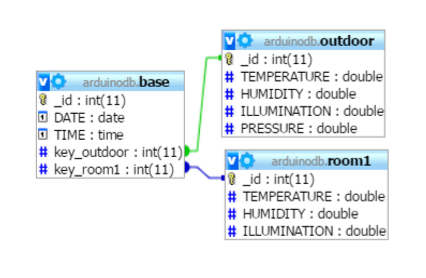 arduinodb.base
_id : int(11)
DATE : date
TIME : time
# key_outdoor : int(11)
# key_room1 : int(11)
arduinodb.outdoor
_id : int(11)
# TEMPERATURE : double
# HUMIDITY : double
# ILLUMINATION : double
# PRESSURE : double
arduinodb.room1
_id : int(11)
# TEMPERATURE : double
# HUMIDITY : double
# ILLUMINATION : double